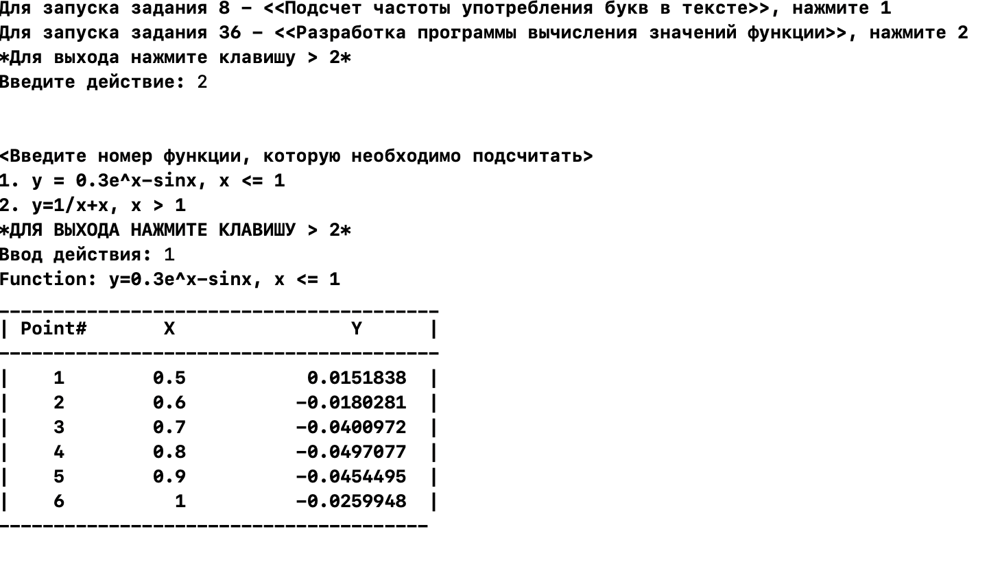 Для запуска задания 8 – <<Подсчет частоты употребления букв в тексте>>, нажмите 1
Для запуска задания 36 – <<Разработка программы вычисления значений функции>>, нажмите 2
*Для выхода нажмите клавишу > 2*
Введите действие: 2
<Введите номер функции, которую необходимо подсчитать>
1. y = 0.3e^x-sinx, x <= 1
2. y=1/x+x, x > 1
*ДЛЯ ВЫХОДА НАЖМИТЕ КЛАВИШУ > 2*
Ввод действия: 1
Function: y=0.3e^x-sinx, x <= 1
----------------------------------------
| Point# X Y |
----------------------------------------
| 1 0.5 0.0151838 |
| 2 0.6 -0.0180281 |
| 3 0.7 -0.0400972 |
| 4 0.8 -0.0497077 |
| 5 0.9 -0.0454495 |
| 6 1 -0.0259948 |
---------------------------------------